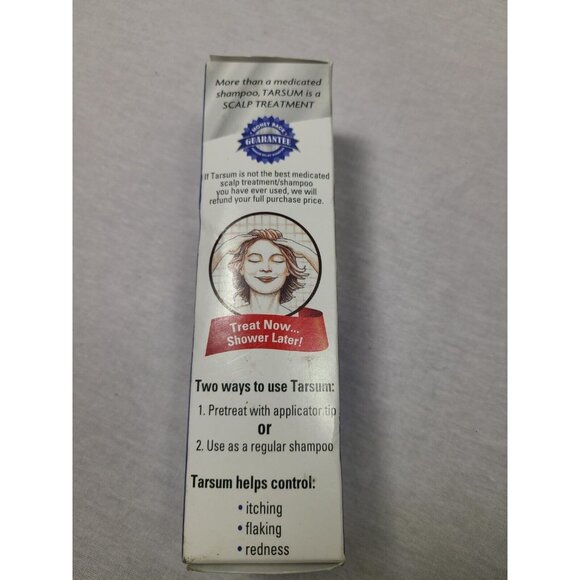 More than a medicated
shampoo, TARSUM is a
SCALP TREATMENT
MONEY BACK
GUARANTEE
If Tarsum is not the best medicated
scalp treatment/shampoo
you have ever used, we will
refund your full purchase price.
Treat Now...
Shower Later!
Two ways to use Tarsum:
1. Pretreat with applicator tip
or
2. Use as a regular shampoo
Tarsum helps control:
• itching
• flaking
• redness